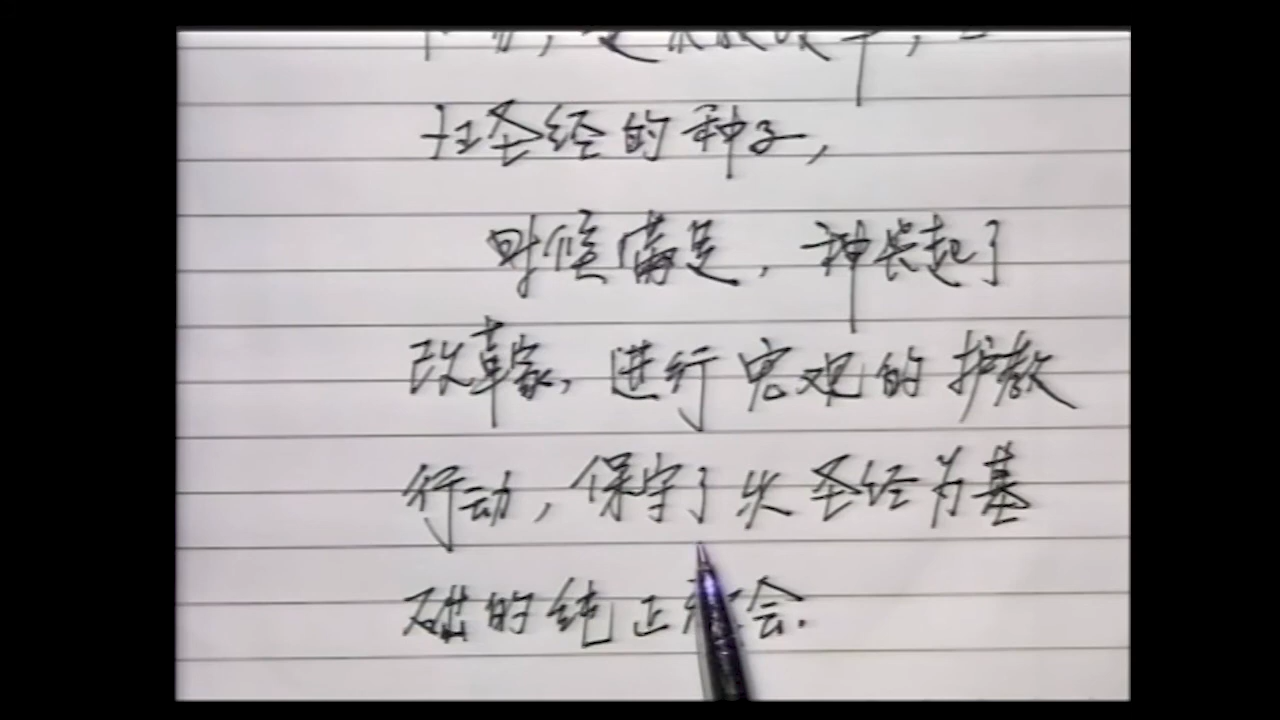 圣经的种子,
时候满足, 神兴起了
改革家, 进行宏观的护教
行动, 保守了以圣经为基
础的纯正 会.